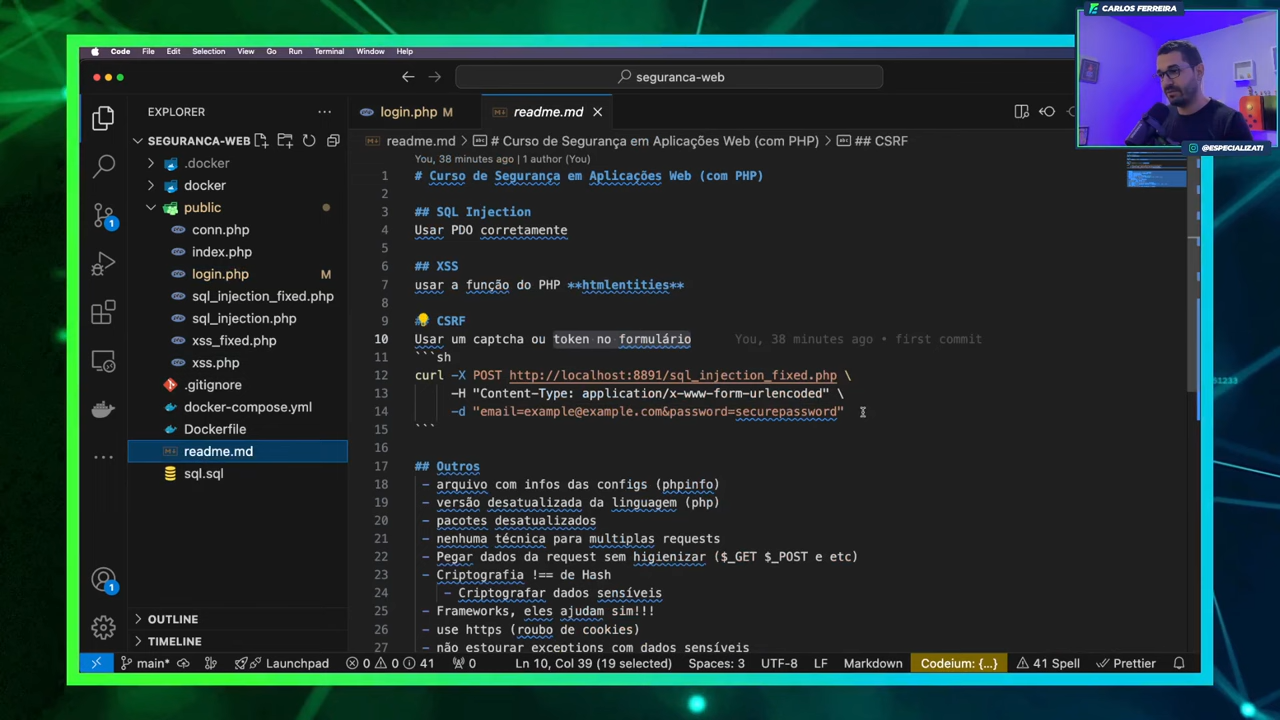 CARLOS FERREIRA
Code File Edit Selection View Go Run Terminal Window Help
seguranca-web
EXPLORER
login.php M
readme.md
@ESPECIALIZATI
SEGURANCA-WEB
readme.md > # Curso de Segurança em Aplicações Web (com PHP) > ## CSRF
You, 38 minutes ago | 1 author (You)
.docker
docker
public
conn.php
index.php
login.php M
sql_injection_fixed.php
sql_injection.php
xss_fixed.php
xss.php
.gitignore
docker-compose.yml
Dockerfile
readme.md
sql.sql
OUTLINE
TIMELINE
1 # Curso de Segurança em Aplicações Web (com PHP)
2
3 ## SQL Injection
4 Usar PDO corretamente
5
6 ## XSS
7 usar a função do PHP **htmlentities**
8
9 ## CSRF
10 Usar um captcha ou token no formulário You, 38 minutes ago • first commit
11 ```sh
12 curl -X POST http://localhost:8891/sql_injection_fixed.php \
13 -H "Content-Type: application/x-www-form-urlencoded" \
14 -d "email=example@example.com&password=securepassword"
15 ```
16
17 ## Outros
18 - arquivo com infos das configs (phpinfo)
19 - versão desatualizada da linguagem (php)
20 - pacotes desatualizados
21 - nenhuma técnica para multiplas requests
22 - Pegar dados da request sem higienizar ($_GET $_POST e etc)
23 - Criptografia !== de Hash
24 - Criptografar dados sensíveis
25 - Frameworks, eles ajudam sim!!!
26 - use https (roubo de cookies)
27 - não estourar exceptions com dados sensíveis
1
1
main* Launchpad 0 0 41 0 Ln 10, Col 39 (19 selected) Spaces: 3 UTF-8 LF Markdown Codeium: {...} 41 Spell Prettier